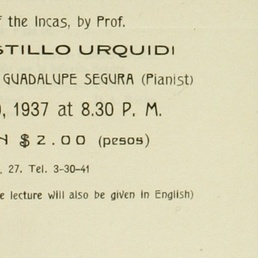 f the Incas, by Prof.
STILLO URQUIDI
GUADALUPE SEGURA (Pianist)
, 1937 at 8.30 P. M.
N $2.00 (pesos)
. 27. Tel. 3-30-41
e lecture will also be given in English)